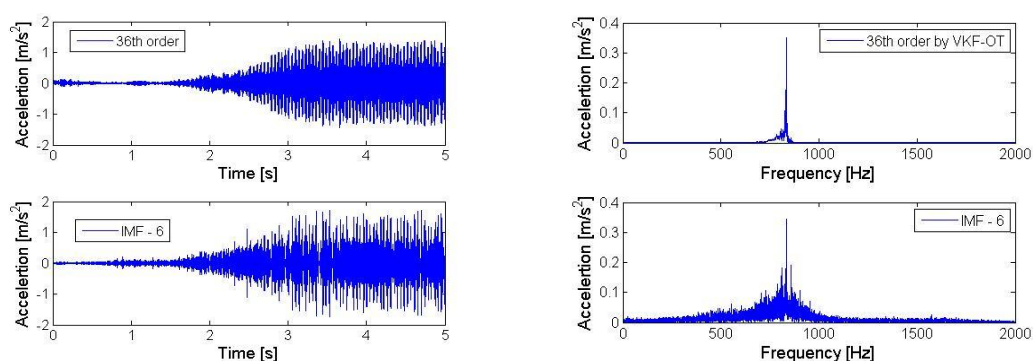 36th order
Accelertion [m/s²]
2
1
0
-1
-2
0 1 2 3 4 5
Time [s]
36th order by VKF-OT
Accelertion [m/s²]
0.4
0.3
0.2
0.1
0
0 500 1000 1500 2000
Frequency [Hz]
IMF - 6
Accelertion [m/s²]
2
1
0
-1
-2
0 1 2 3 4 5
Time [s]
IMF - 6
Accelertion [m/s²]
0.4
0.3
0.2
0.1
0
0 500 1000 1500 2000
Frequency [Hz]